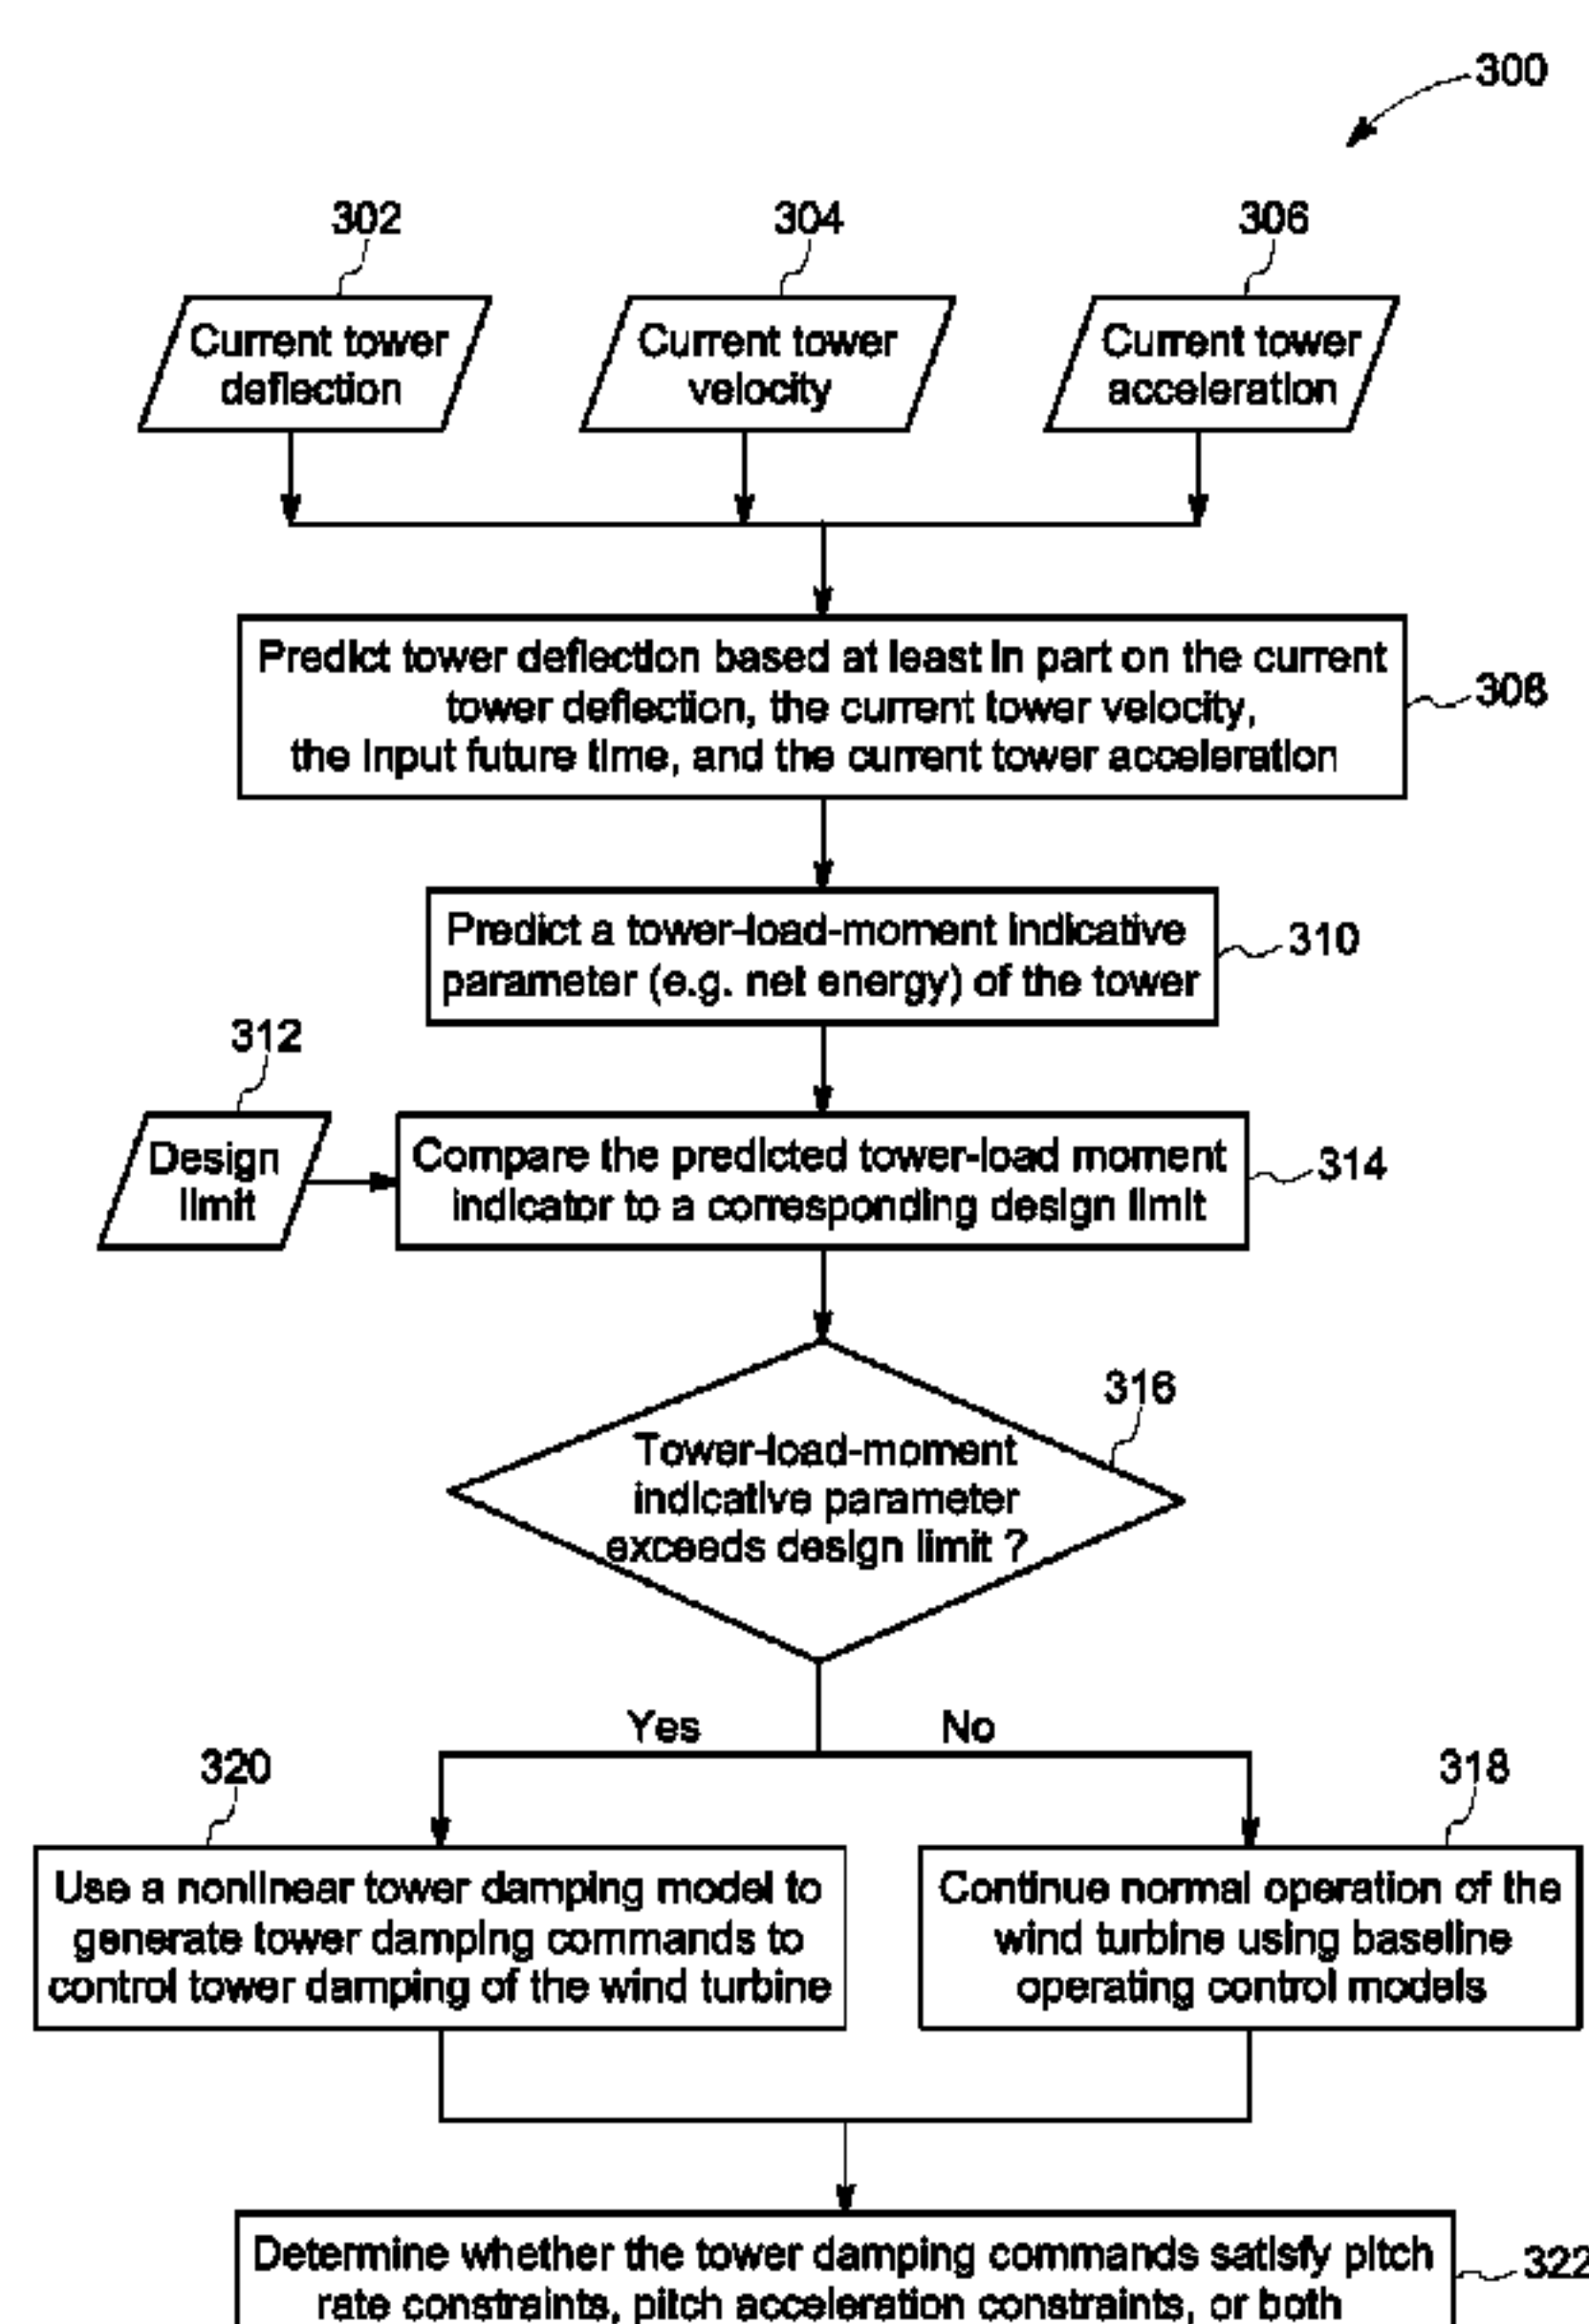 300
302
304
306
Current tower
deflection
Current tower
velocity
Current tower
acceleration
Predict tower deflection based at least in part on the current
tower deflection, the current tower velocity,
the input future time, and the current tower acceleration
308
Predict a tower-load-moment indicative
parameter (e.g. net energy) of the tower
310
312
Design
limit
Compare the predicted tower-load moment
indicator to a corresponding design limit
314
316
Tower-load-moment
indicative parameter
exceeds design limit ?
Yes
No
320
318
Use a nonlinear tower damping model to
generate tower damping commands to
control tower damping of the wind turbine
Continue normal operation of the
wind turbine using baseline
operating control models
Determine whether the tower damping commands satisfy pitch
rate constraints, pitch acceleration constraints, or both
322